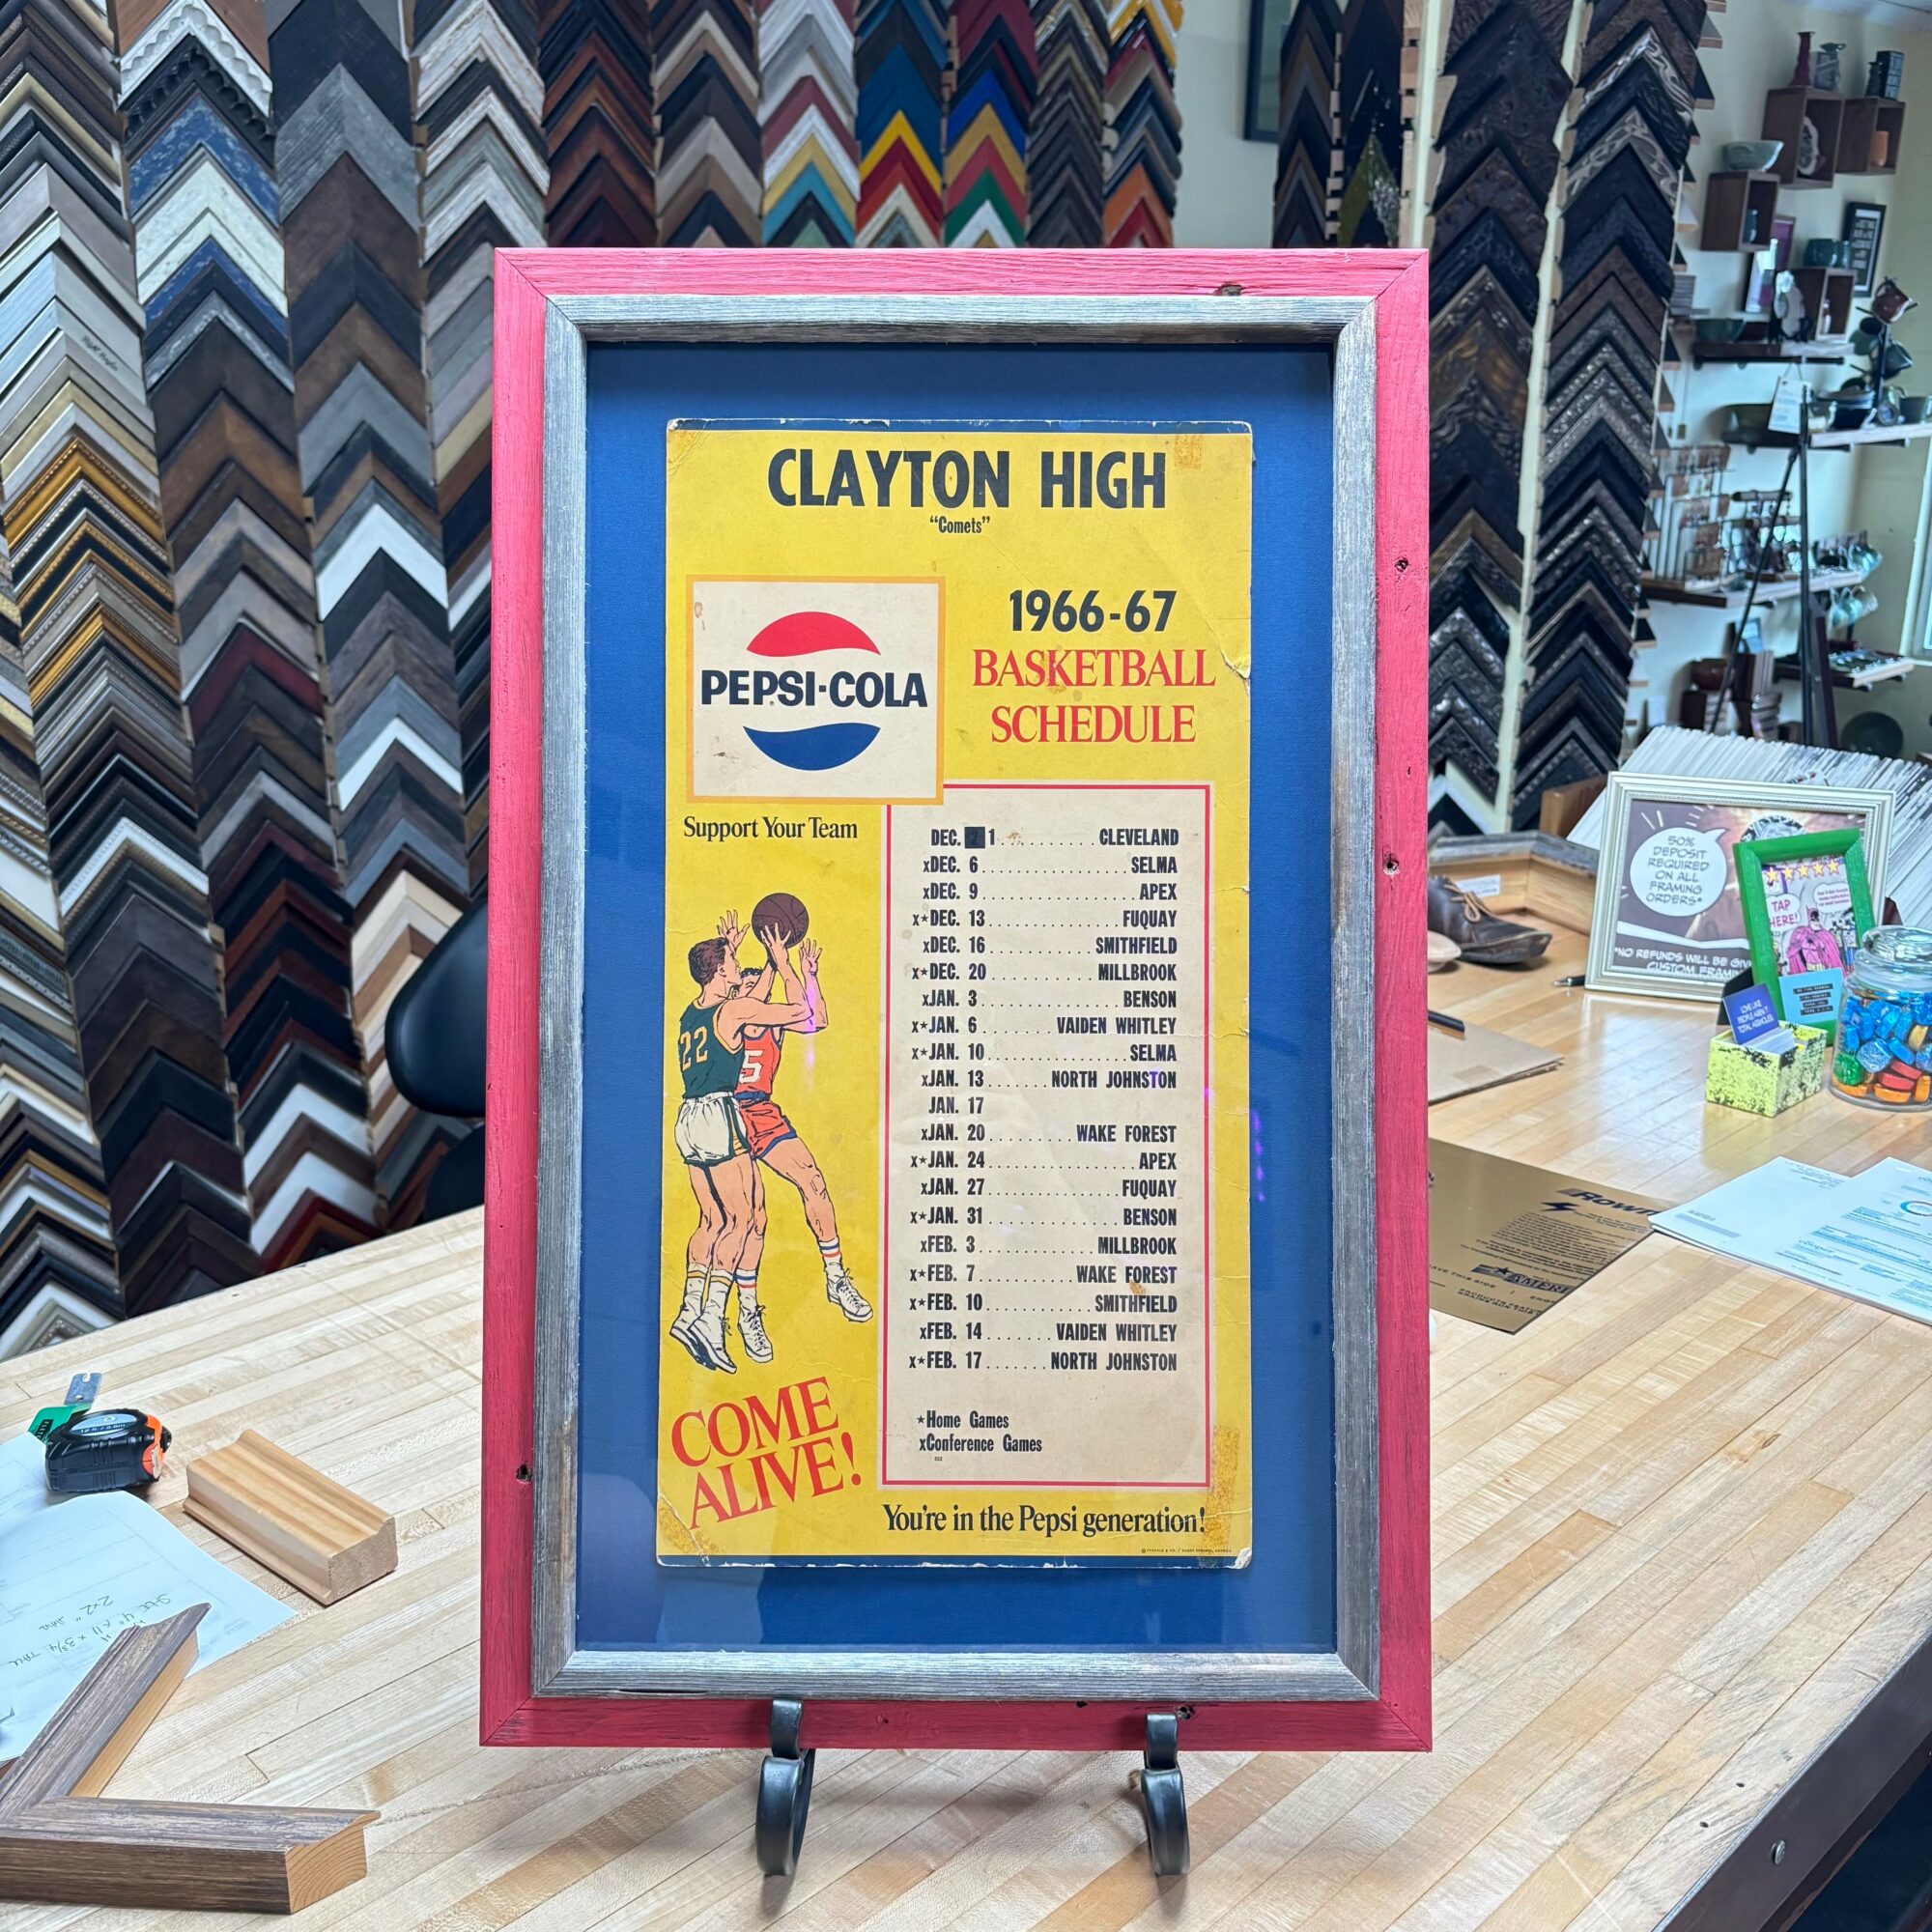 CLAYTON HIGH
“Comets”
PEPSI-COLA
1966-67
BASKETBALL
SCHEDULE
Support Your Team
DEC. 1 .......... CLEVELAND
xDEC. 6 ................ SELMA
xDEC. 9 ................. APEX
x★DEC. 13 ............. FUQUAY
xDEC. 16 .......... SMITHFIELD
x★DEC. 20 .......... MILLBROOK
xJAN. 3 ............. BENSON
x★JAN. 6 ....... VAIDEN WHITLEY
x★JAN. 10 .............. SELMA
xJAN. 13 ....... NORTH JOHNSTON
JAN. 17
xJAN. 20 ......... WAKE FOREST
x★JAN. 24 ............... APEX
xJAN. 27 ............. FUQUAY
x★JAN. 31 ............. BENSON
xFEB. 3 ............ MILLBROOK
x★FEB. 7 ........... WAKE FOREST
x★FEB. 10 .......... SMITHFIELD
xFEB. 14 ....... VAIDEN WHITLEY
x★FEB. 17 ....... NORTH JOHNSTON
★Home Games
xConference Games
22
5
COME
ALIVE!
You're in the Pepsi generation!
50%
DEPOSIT
REQUIRED
ON ALL
FRAMING
ORDERS*
*NO REFUNDS WILL BE
CUSTOM
TAP
HERE!